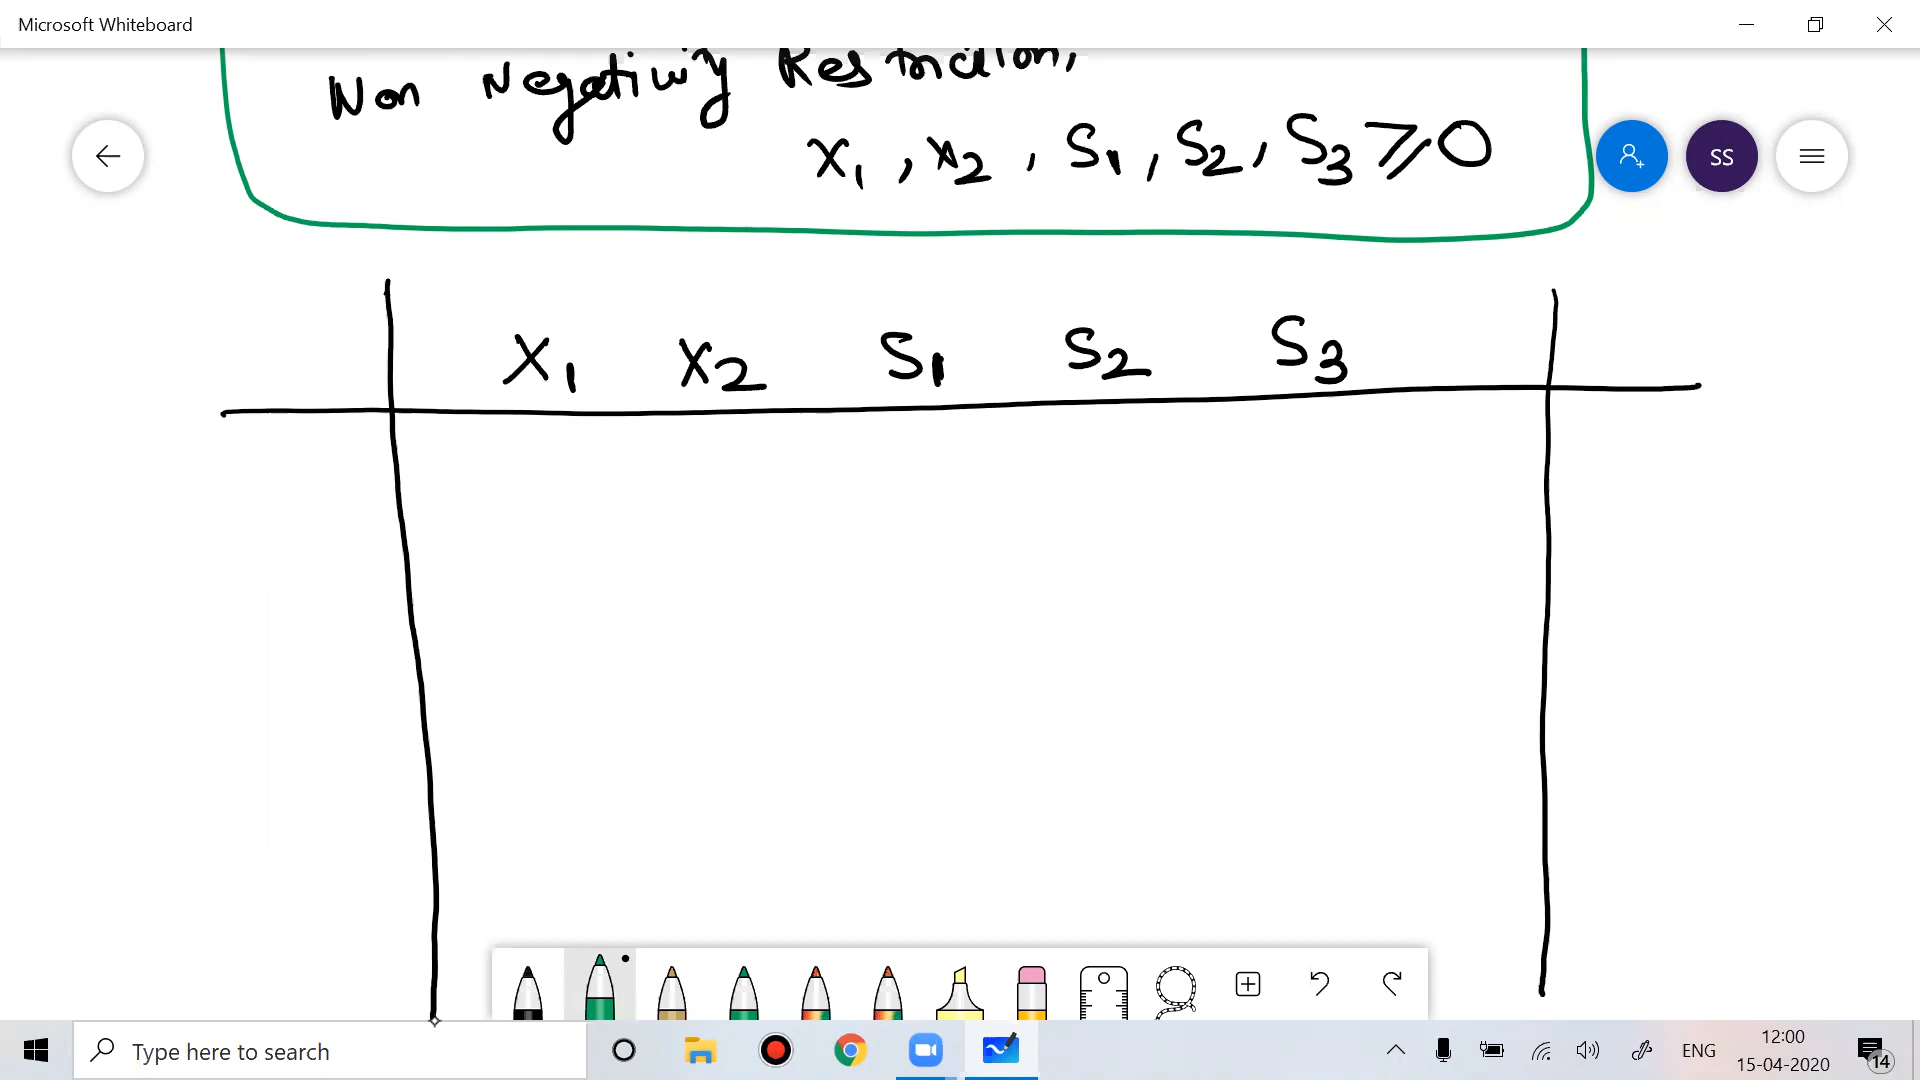 Microsoft Whiteboard
Non Negativity Restriction,
x₁, x₂, S₁, S₂, S₃ ≥ 0
SS
x₁ x₂ S₁ S₂ S₃
Type here to search
ENG
12:00
15-04-2020
14